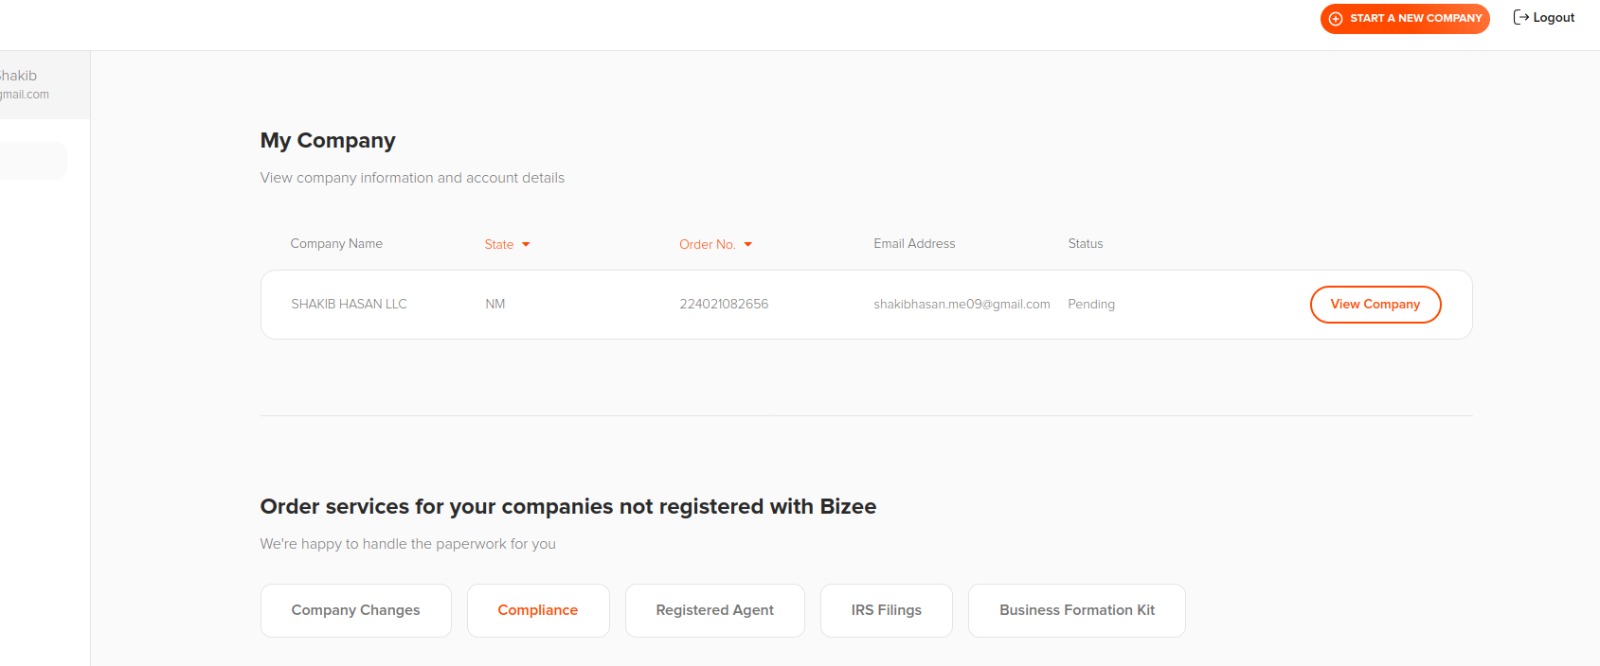 START A NEW COMPANY
Logout
gmail.com
My Company
View company information and account details
Company Name State Order No. Email Address Status
SHAKIB HASAN LLC NM 224021082656 shakibhasan.me09@gmail.com Pending View Company
Order services for your companies not registered with Bizee
We're happy to handle the paperwork for you
Company Changes Compliance Registered Agent IRS Filings Business Formation Kit